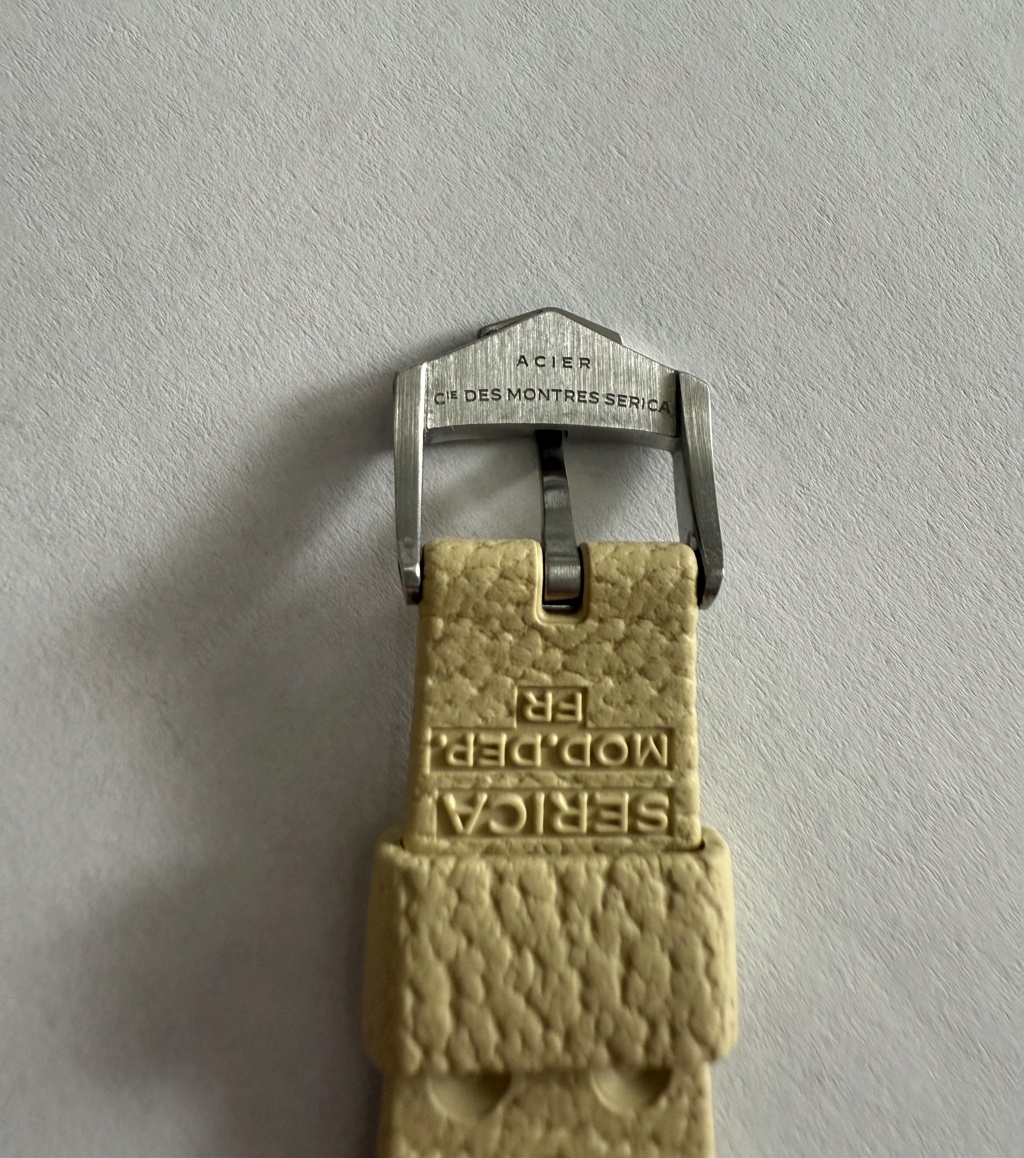 ACIER
CIE DES MONTRES SERICA
SERICA
MOD.DEP.
FR